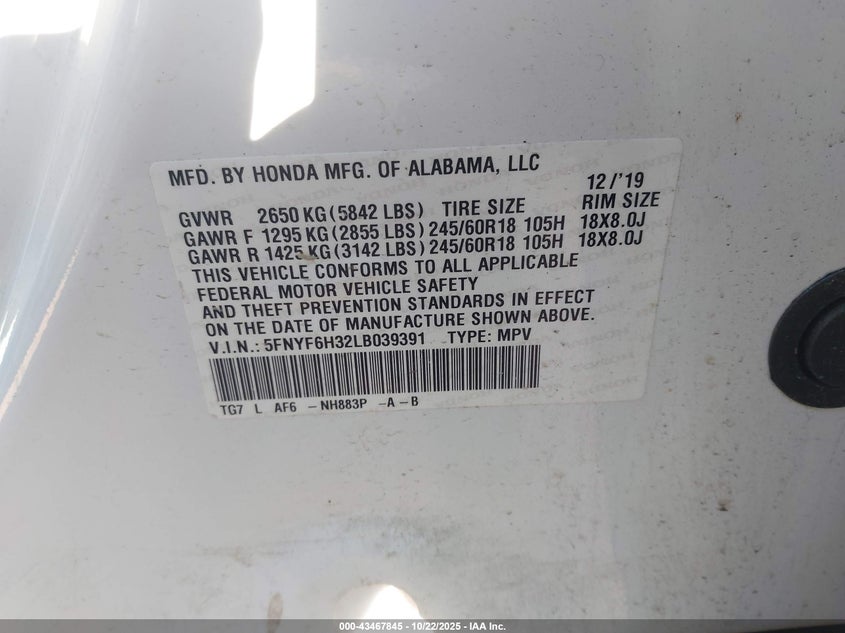 MFD. BY HONDA MFG. OF ALABAMA, LLC
12/'19
GVWR 2650 KG (5842 LBS) TIRE SIZE RIM SIZE
GAWR F 1295 KG (2855 LBS) 245/60R18 105H 18X8.0J
GAWR R 1425 KG (3142 LBS) 245/60R18 105H 18X8.0J
THIS VEHICLE CONFORMS TO ALL APPLICABLE
FEDERAL MOTOR VEHICLE SAFETY
AND THEFT PREVENTION STANDARDS IN EFFECT
ON THE DATE OF MANUFACTURE SHOWN ABOVE.
V.I.N.: 5FNYF6H32LB039391 TYPE: MPV
TG7 L AF6 -NH883P -A-B
000-43467845 - 10/22/2025 - IAA Inc.